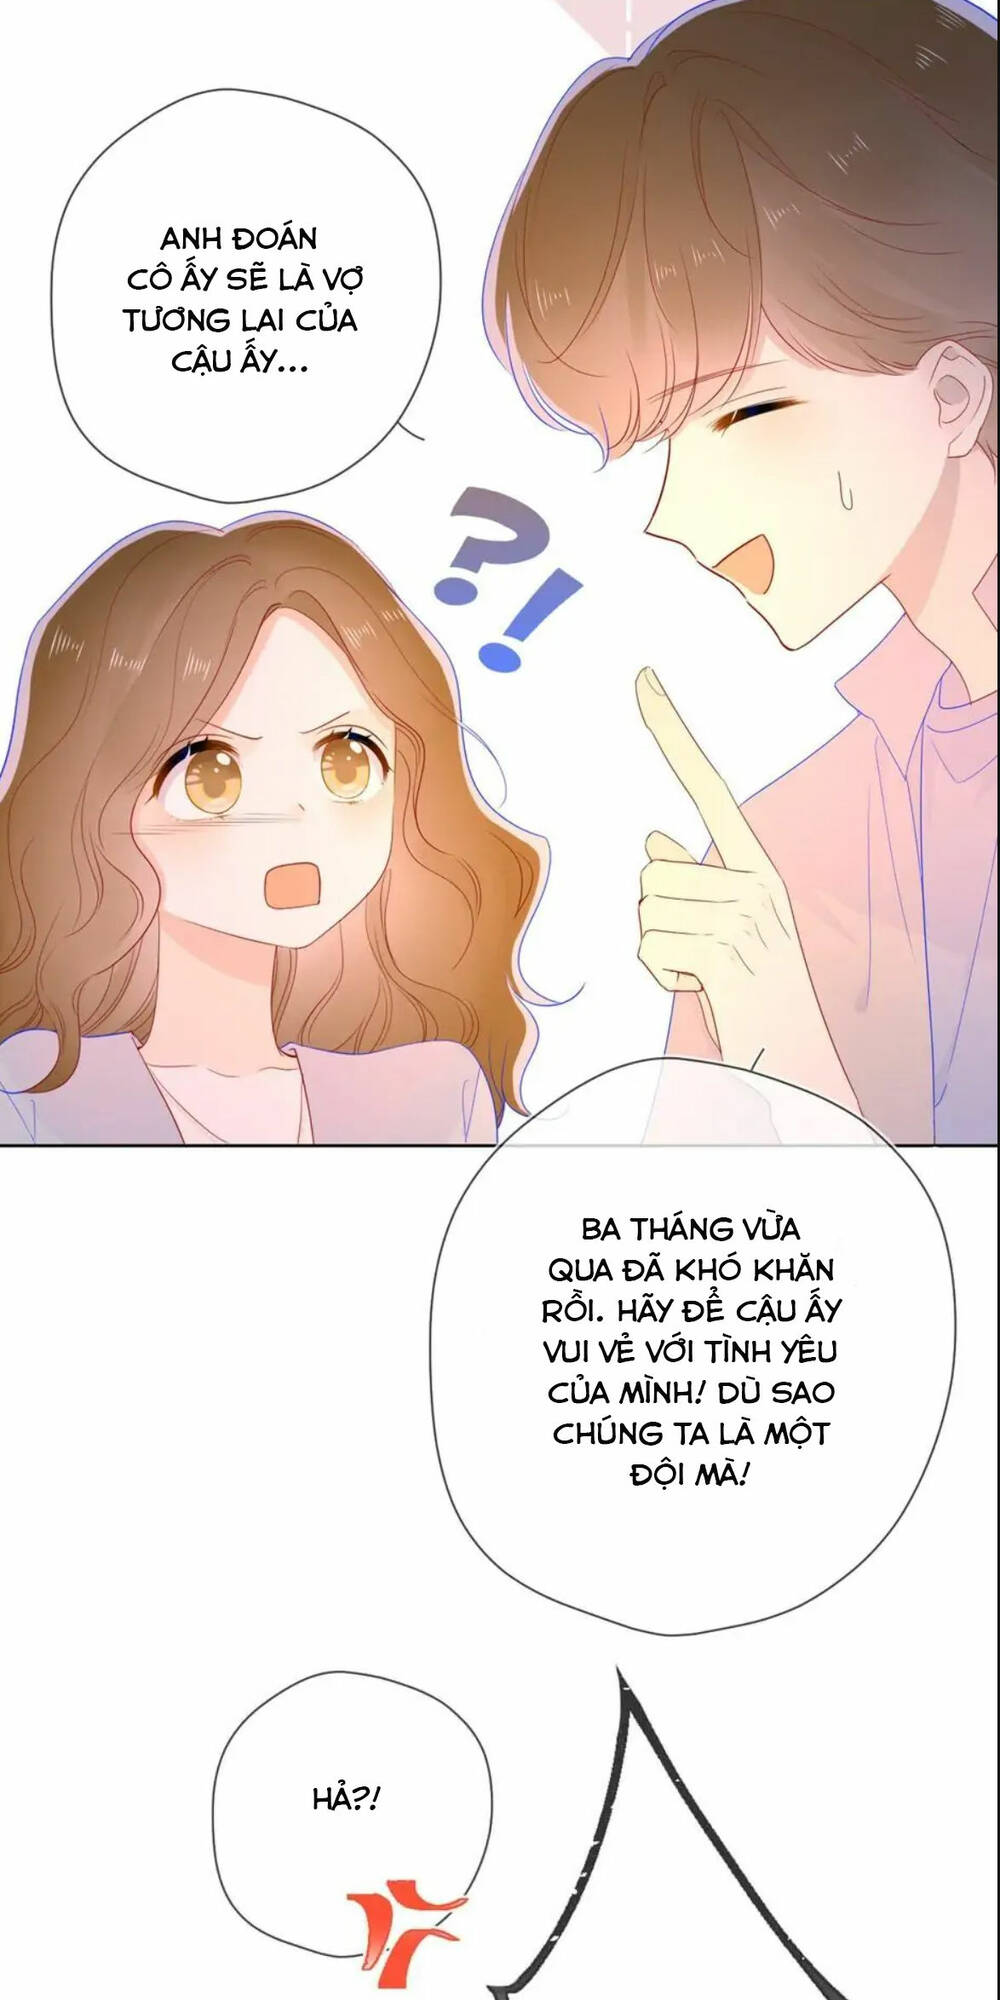 ANH ĐOÁN
CÔ ẤY SẼ LÀ VỢ
TƯƠNG LAI CỦA
CẬU ẤY...
?!
BA THÁNG VỪA
QUA ĐÃ KHÓ KHĂN
RỒI. HÃY ĐỂ CẬU ẤY
VUI VẺ VỚI TÌNH YÊU
CỦA MÌNH! DÙ SAO
CHÚNG TA LÀ MỘT
ĐỘI MÀ!
HẢ?!